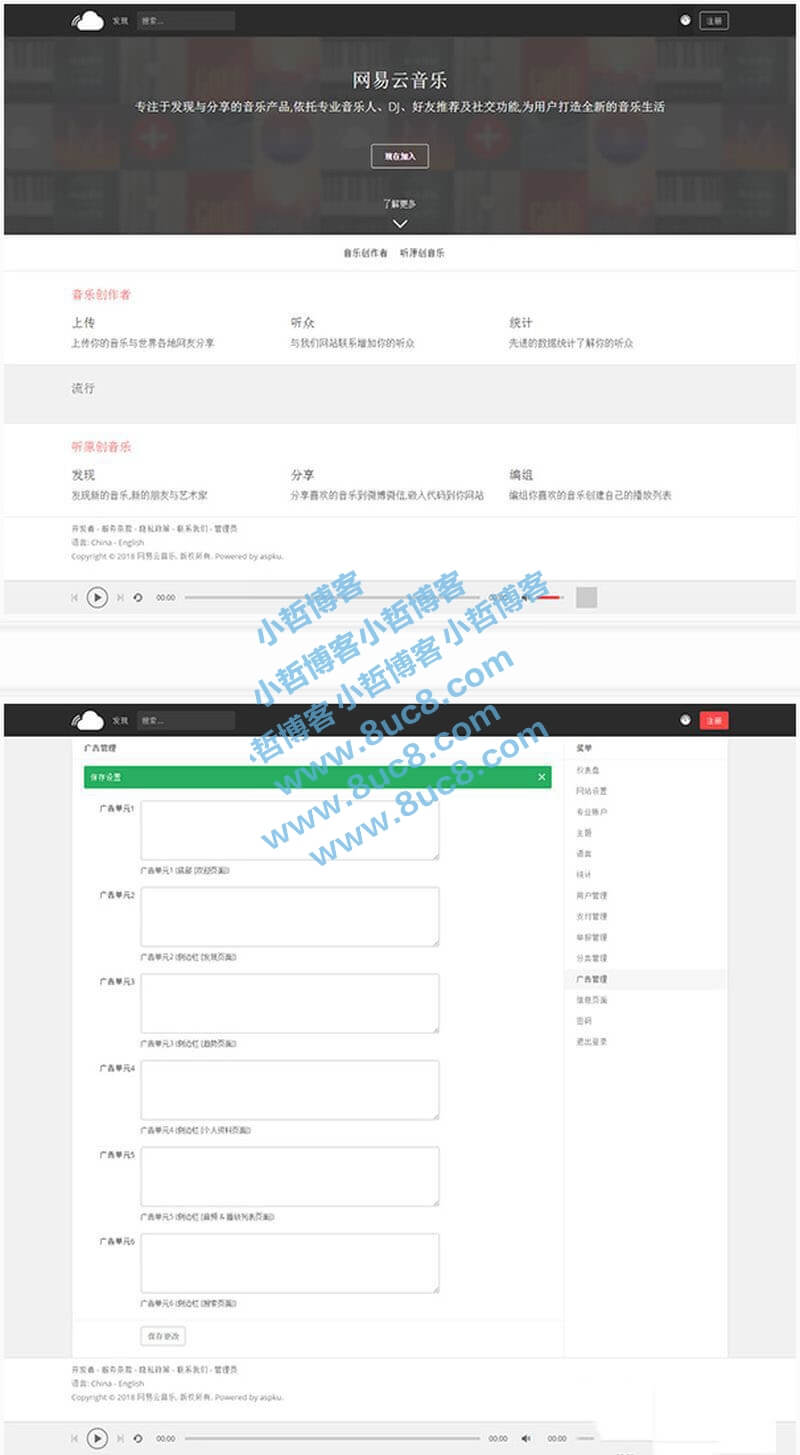 发现 搜索... 注册
网易云音乐
专注于发现与分享的音乐产品,依托专业音乐人、DJ、好友推荐及社交功能,为用户打造全新的音乐生活
现在加入
了解更多
音乐创作者 听原创音乐
音乐创作者
上传 听众 统计
上传你的音乐与世界各地网友分享 与我们网站联系增加你的听众 先进的数据统计了解你的听众
流行
听原创音乐
发现 分享 编组
发现新的音乐,新的朋友与艺术家 分享喜欢的音乐到微博微信,嵌入代码到你网站 编组你喜欢的音乐创建自己的播放列表
开发者 - 服务条款 - 隐私政策 - 联系我们 - 管理员
语言: China - English
Copyright © 2018 网易云音乐. 版权所有. Powered by aspku.
00:00 00:00
小哲博客
小哲博客小哲博客
哲博客小哲博客小哲博客
www.8uc8.com
www.8uc8.com
www.8uc8.com
发现 搜索... 注册
广告管理 菜单
保存设置
仪表盘
网站设置
专业账户
主题
语言
统计
用户管理
支付管理
举报管理
分类管理
广告管理
信息页面
密码
退出登录
广告单元1
广告单元1 (底部 [欢迎页面])
广告单元2
广告单元2 (侧边栏 [发现页面])
广告单元3
广告单元3 (侧边栏 [趋势页面])
广告单元4
广告单元4 (侧边栏 [个人资料页面])
广告单元5
广告单元5 (侧边栏 [音频 & 播放列表页面])
广告单元6
广告单元6 (侧边栏 [搜索页面])
保存更改
开发者 - 服务条款 - 隐私政策 - 联系我们 - 管理员
语言: China - English
Copyright © 2018 网易云音乐. 版权所有. Powered by aspku.
00:00 00:00 00:00